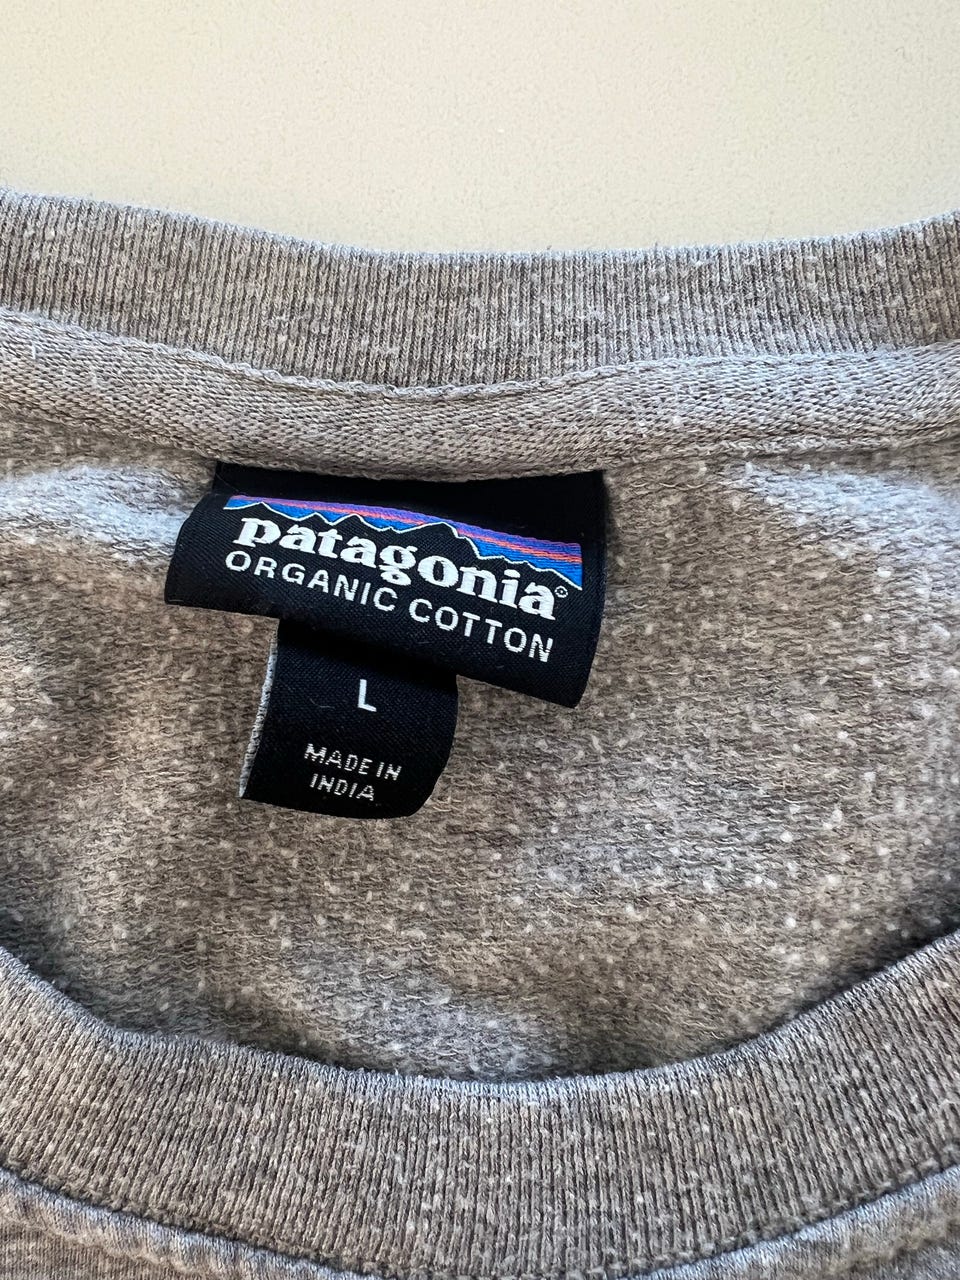 patagonia®
ORGANIC COTTON
L
MADE IN
INDIA